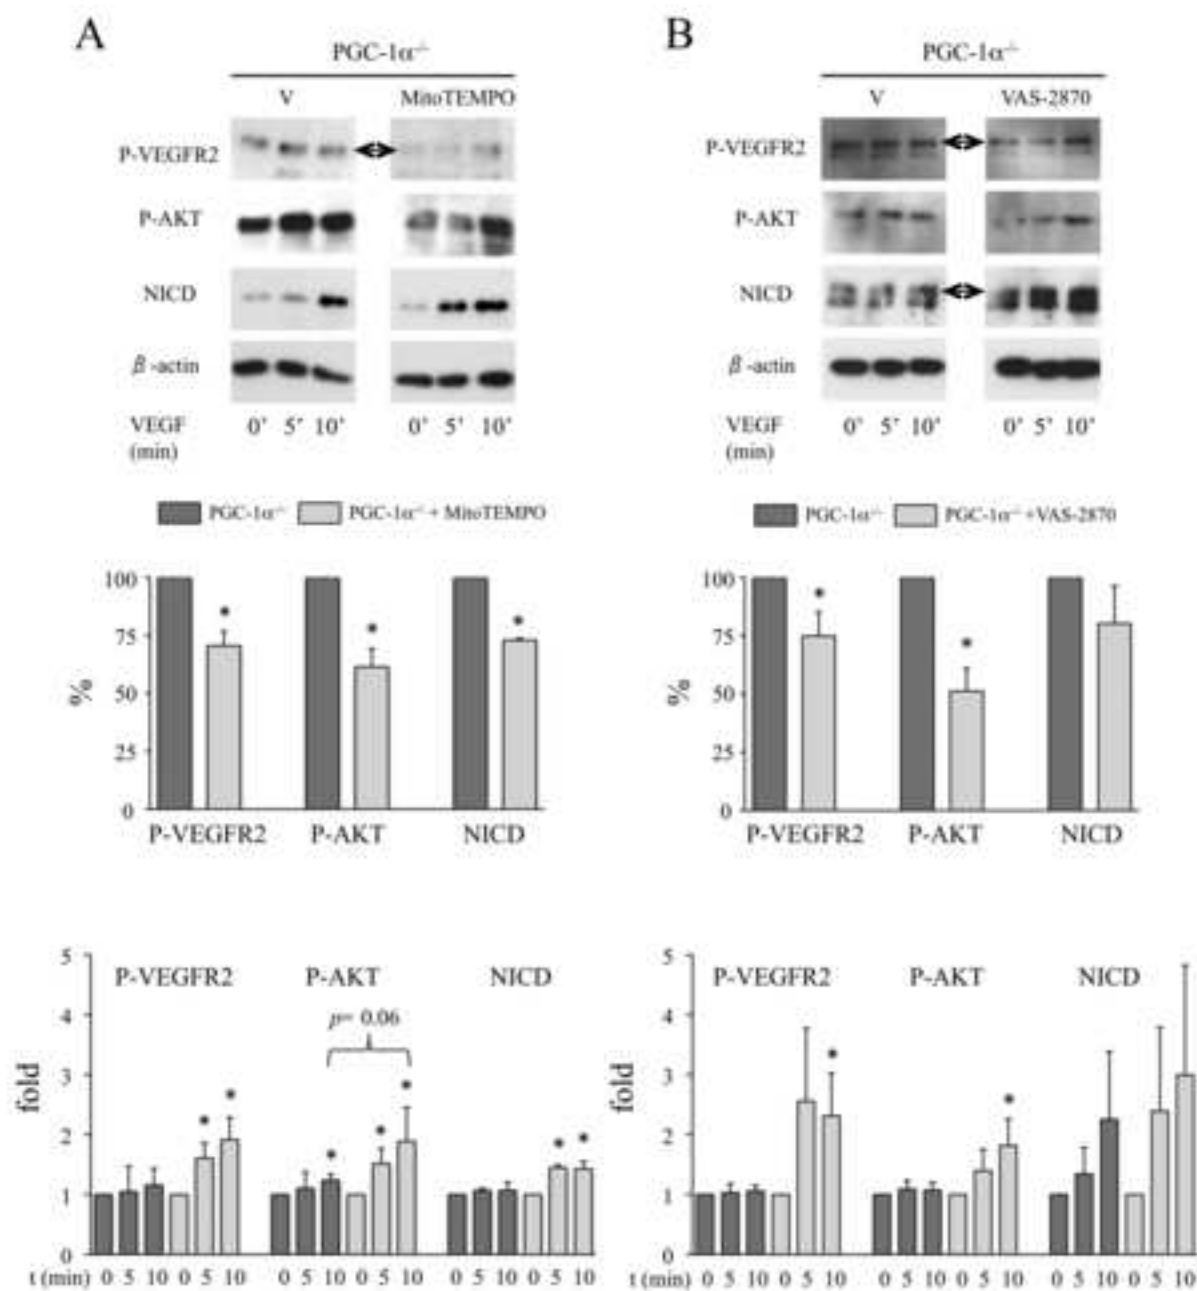 A
PGC-1α⁻/⁻
V MitoTEMPO
P-VEGFR2
P-AKT
NICD
β-actin
VEGF 0' 5' 10' 0' 5' 10'
(min)
PGC-1α⁻/⁻ PGC-1α⁻/⁻ + MitoTEMPO
100
75
50
25
0
%
P-VEGFR2 P-AKT NICD
5
4
3
2
1
0
fold
P-VEGFR2 P-AKT NICD
p= 0.06
* * * * * * *
t (min) 0 5 10 0 5 10 0 5 10 0 5 10 0 5 10 0 5 10
B
PGC-1α⁻/⁻
V VAS-2870
P-VEGFR2
P-AKT
NICD
β-actin
VEGF 0' 5' 10' 0' 5' 10'
(min)
PGC-1α⁻/⁻ PGC-1α⁻/⁻ +VAS-2870
100
75
50
25
0
%
P-VEGFR2 P-AKT NICD
5
4
3
2
1
0
fold
P-VEGFR2 P-AKT NICD
* *
t (min) 0 5 10 0 5 10 0 5 10 0 5 10 0 5 10 0 5 10